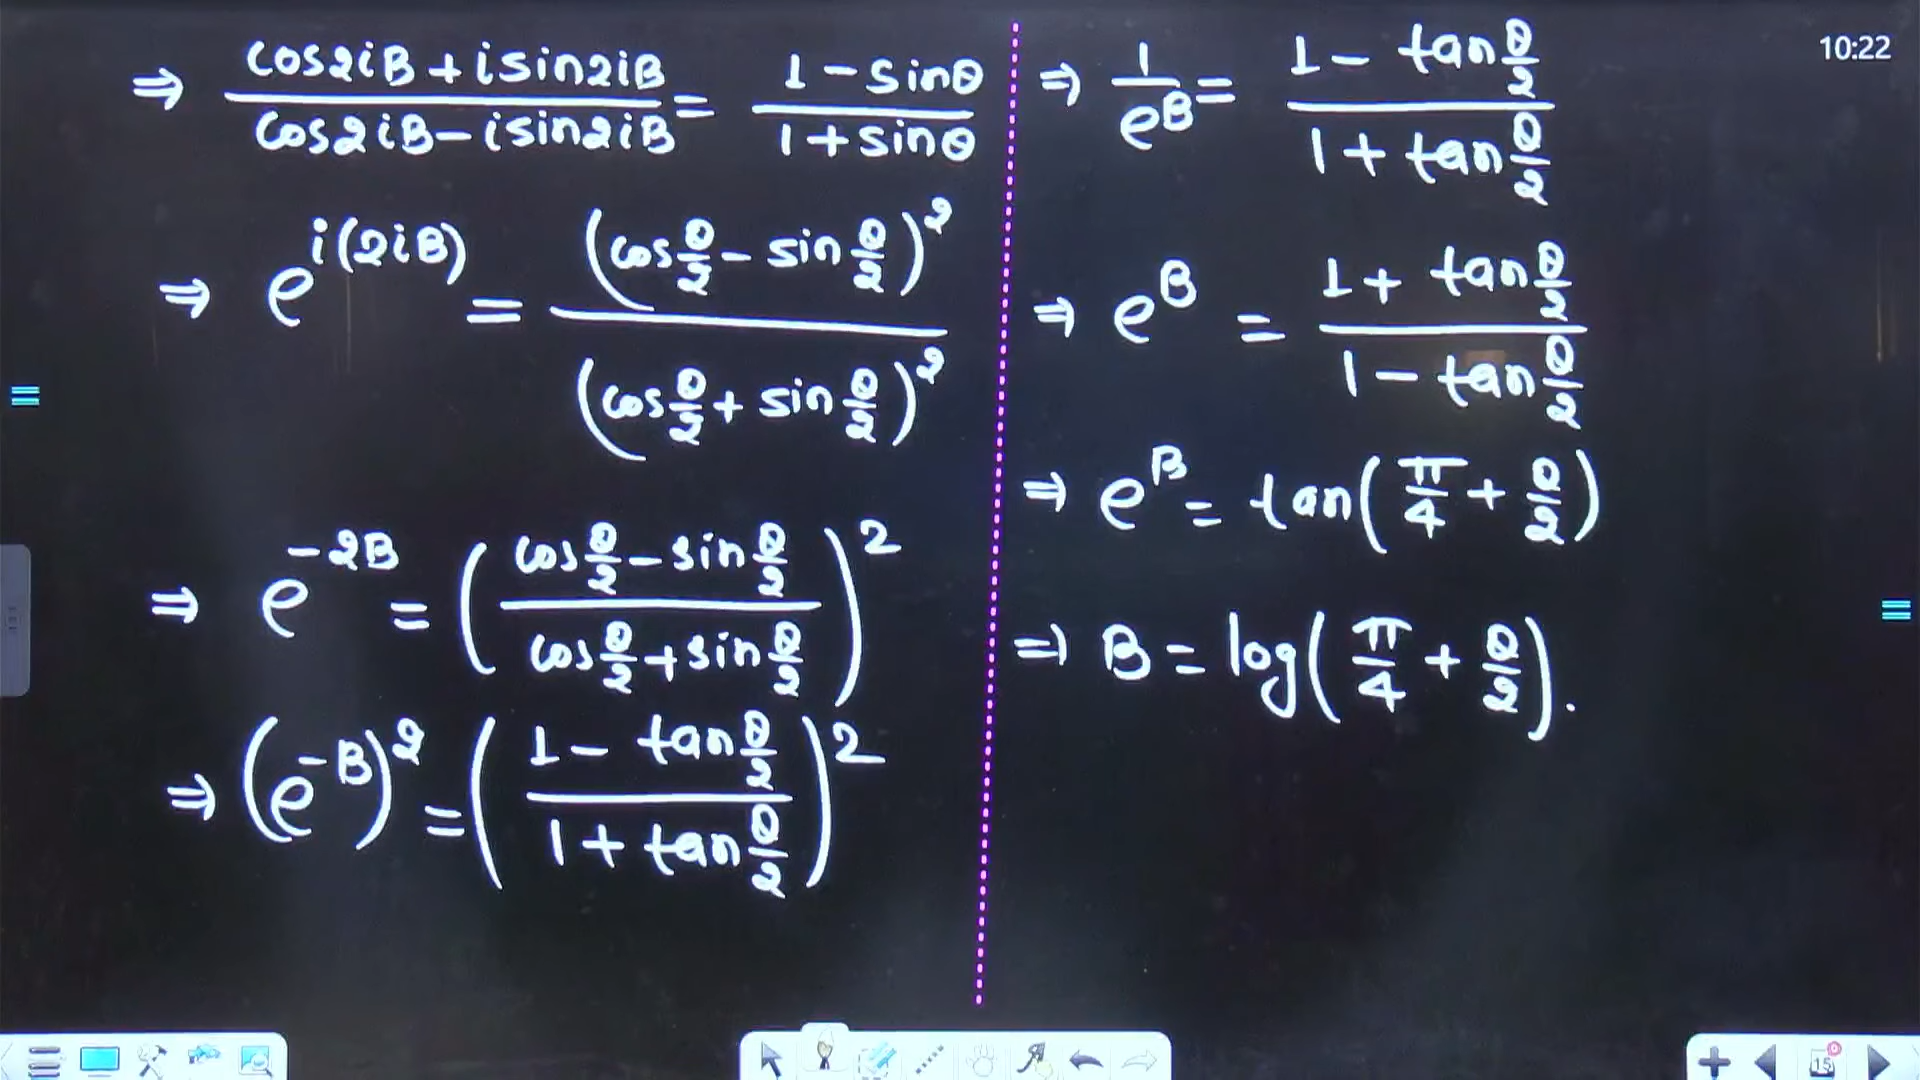 ⇒ (cos2iB + isin2iB)/(cos2iB - isin2iB) = (1 - sinθ)/(1 + sinθ)
⇒ e^{i(2iB)} = (cos θ/2 - sin θ/2)^2/(cos θ/2 + sin θ/2)^2
⇒ e^{-2B} = ((cos θ/2 - sin θ/2)/(cos θ/2 + sin θ/2))^2
⇒ (e^{-B})^2 = ((1 - tan θ/2)/(1 + tan θ/2))^2
⇒ 1/e^B = (1 - tan θ/2)/(1 + tan θ/2)
⇒ e^B = (1 + tan θ/2)/(1 - tan θ/2)
⇒ e^B = tan(π/4 + θ/2)
⇒ B = log(π/4 + θ/2).
10:22
15